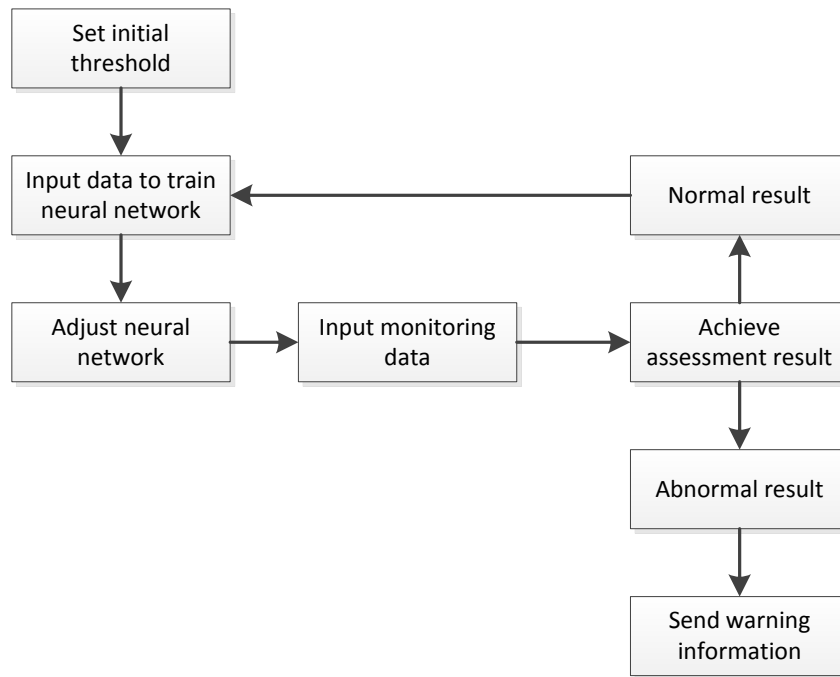 Set initial
threshold
Input data to train
neural network
Normal result
Adjust neural
network
Input monitoring
data
Achieve
assessment result
Abnormal result
Send warning
information